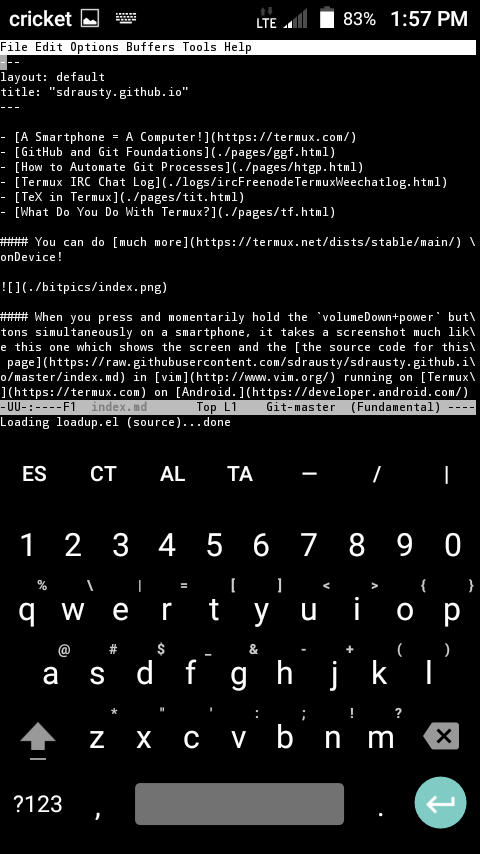 cricket LTE 83% 1:57 PM
File Edit Options Buffers Tools Help
---
layout: default
title: "sdrausty.github.io"
---
- [A Smartphone = A Computer!](https://termux.com/)
- [GitHub and Git Foundations](./pages/ggf.html)
- [How to Automate Git Processes](./pages/htgp.html)
- [Termux IRC Chat Log](./logs/ircFreenodeTermuxWeechatlog.html)
- [TeX in Termux](./pages/tit.html)
- [What Do You Do With Termux?](./pages/tf.html)
#### You can do [much more](https://termux.net/dists/stable/main/) \
onDevice!
![](./bitpics/index.png)
#### When you press and momentarily hold the `volumeDown+power` but\
tons simultaneously on a smartphone, it takes a screenshot much lik\
e this one which shows the screen and the [the source code for this\
 page](https://raw.githubusercontent.com/sdrausty/sdrausty.github.i\
o/master/index.md) in [vim](http://www.vim.org/) running on [Termux\
](https://termux.com) on [Android.](https://developer.android.com/)
-UU-:----F1 index.md Top L1 Git-master (Fundamental) ----
Loading loadup.el (source)...done
ES CT AL TA — / |
1 2 3 4 5 6 7 8 9 0
% \ | = [ ] < > { }
q w e r t y u i o p
@ # $ _ & - + ( )
a s d f g h j k l
* " ' : ; ! ?
z x c v b n m
?123 , .